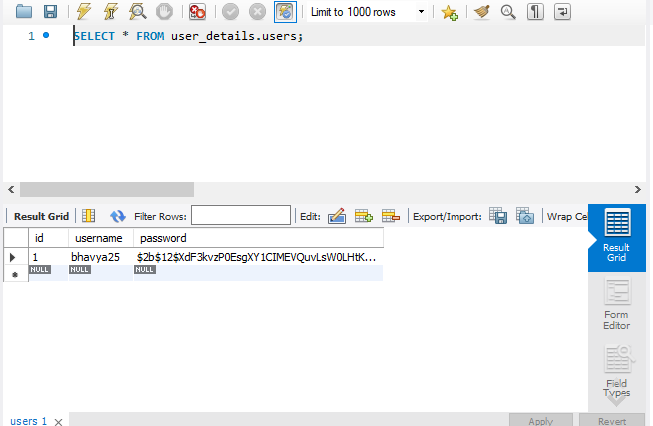 Limit to 1000 rows
1 SELECT * FROM user_details.users;
Result Grid Filter Rows: Edit: Export/Import: Wrap Ce
id username password
1 bhavya25 $2b$12$XdF3kvzP0EsgXY1CIMEVQuvLsW0LHtK...
NULL NULL NULL
Result
Grid
Form
Editor
Field
Types
users 1
Apply Revert